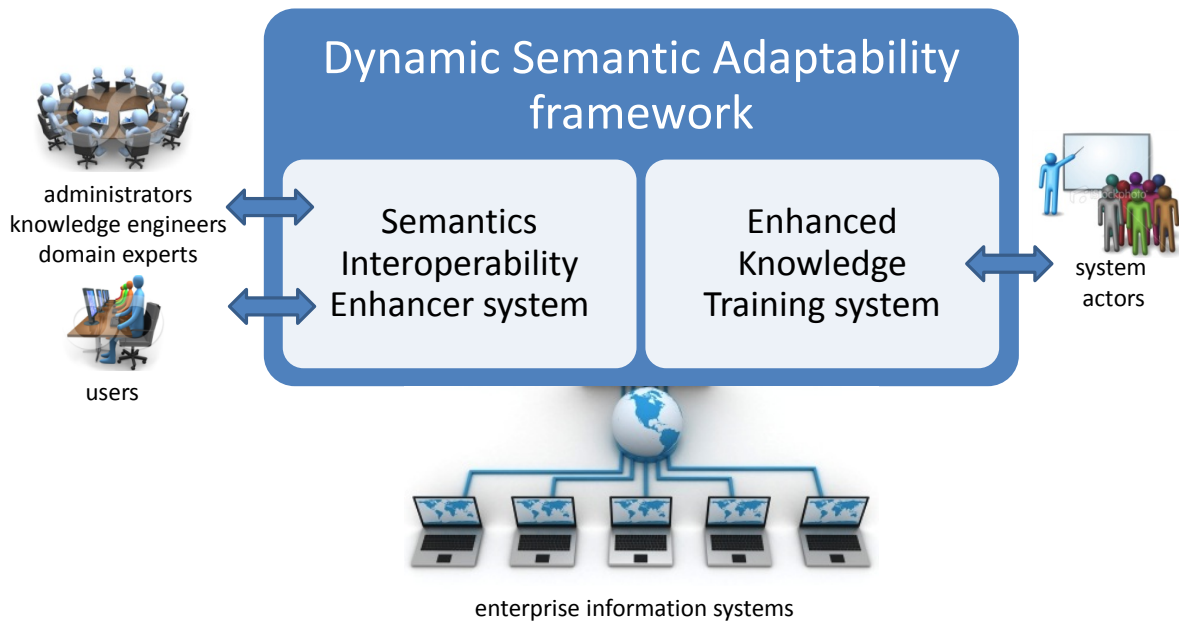 Dynamic Semantic Adaptability
framework
administrators
knowledge engineers
domain experts
users
Semantics
Interoperability
Enhancer system
Enhanced
Knowledge
Training system
system
actors
enterprise information systems